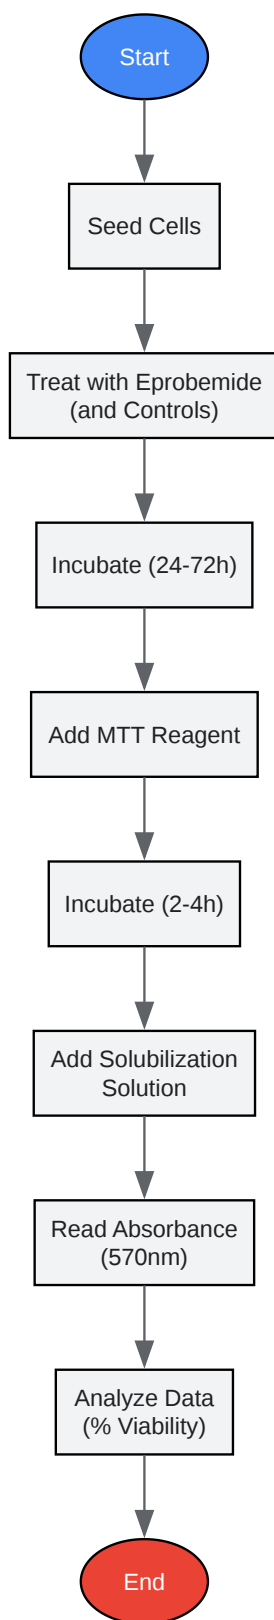 Start
Seed Cells
Treat with Eprobemide
(and Controls)
Incubate (24-72h)
Add MTT Reagent
Incubate (2-4h)
Add Solubilization
Solution
Read Absorbance
(570nm)
Analyze Data
(% Viability)
End